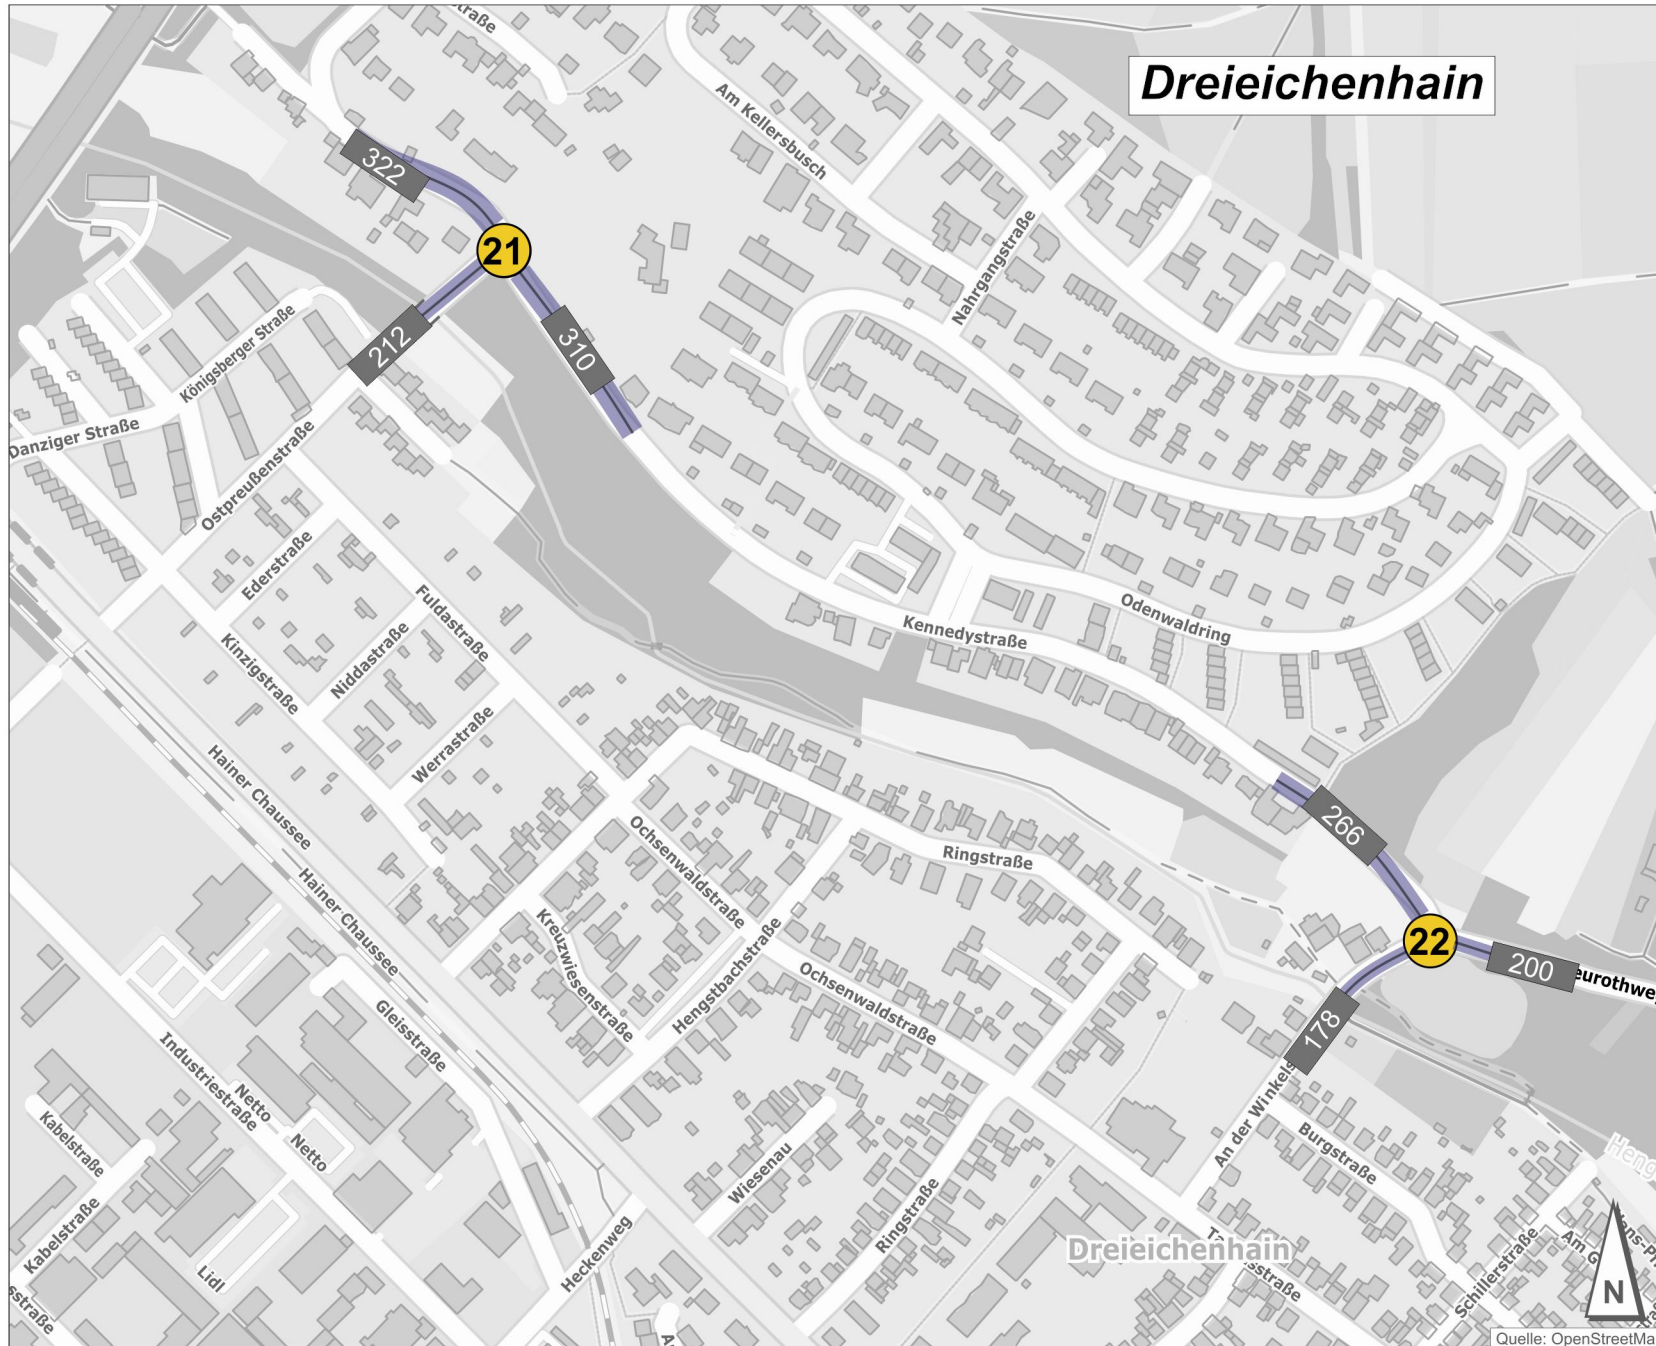 Dreieichenhain
Am Kellersbusch
322
21
Nahrgangstraße
212
310
Königsberger Straße
Danziger Straße
Ostpreußenstraße
Ederstraße
Fuldastraße
Odenwaldring
Kennedystraße
Niddastraße
Kinzigstraße
Werrastraße
Hainer Chaussee
266
Ochsenwaldstraße
Ringstraße
Hainer Chaussee
Kreuzwiesenstraße
Hengstbachstraße
22
200
Ochsenwaldstraße
178
Gleisstraße
Industriestraße
Netto
Netto
Kabelstraße
An der Winkels
Burgstraße
Wiesenau
Heng
Ringstraße
Kabelstraße
Lidl
Heckenweg
Dreieichenhain
Schillerstraße
Am G
N
Quelle: OpenStreetMa